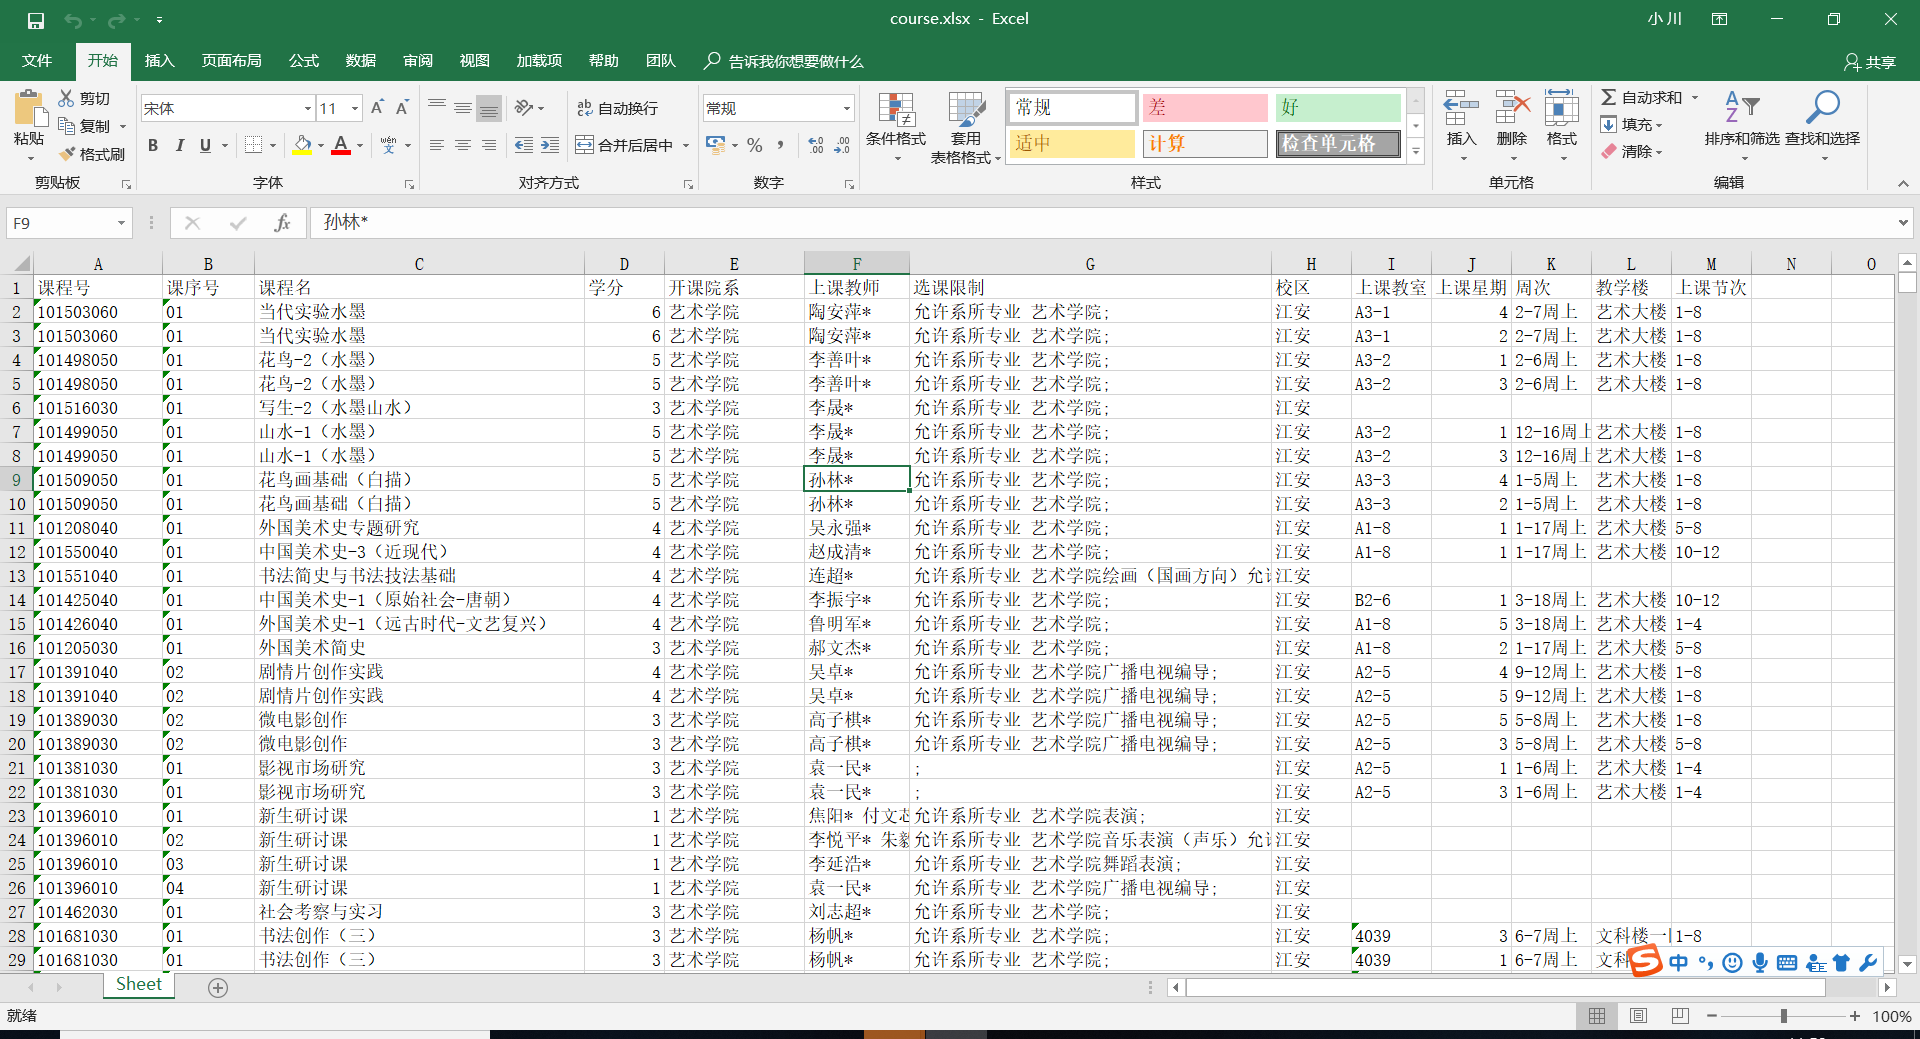 course.xlsx - Excel
小川
文件 开始 插入 页面布局 公式 数据 审阅 视图 加载项 帮助 团队 告诉我你想要做什么 共享
粘贴 剪切 复制 格式刷 剪贴板
宋体 11 B I U A 字体
自动换行 合并后居中 对齐方式
常规 % 数字
条件格式 套用表格格式 常规 差 好 适中 计算 检查单元格 样式
插入 删除 格式 单元格
自动求和 填充 清除 排序和筛选 查找和选择 编辑
F9 fx 孙林*
A B C D E F G H I J K L M N O
1 课程号 课序号 课程名 学分 开课院系 上课教师 选课限制 校区 上课教室 上课星期 周次 教学楼 上课节次
2 101503060 01 当代实验水墨 6 艺术学院 陶安萍* 允许系所专业 艺术学院; 江安 A3-1 4 2-7周上 艺术大楼 1-8
3 101503060 01 当代实验水墨 6 艺术学院 陶安萍* 允许系所专业 艺术学院; 江安 A3-1 2 2-7周上 艺术大楼 1-8
4 101498050 01 花鸟-2（水墨） 5 艺术学院 李善叶* 允许系所专业 艺术学院; 江安 A3-2 1 2-6周上 艺术大楼 1-8
5 101498050 01 花鸟-2（水墨） 5 艺术学院 李善叶* 允许系所专业 艺术学院; 江安 A3-2 3 2-6周上 艺术大楼 1-8
6 101516030 01 写生-2（水墨山水） 3 艺术学院 李晟* 允许系所专业 艺术学院; 江安
7 101499050 01 山水-1（水墨） 5 艺术学院 李晟* 允许系所专业 艺术学院; 江安 A3-2 1 12-16周上 艺术大楼 1-8
8 101499050 01 山水-1（水墨） 5 艺术学院 李晟* 允许系所专业 艺术学院; 江安 A3-2 3 12-16周上 艺术大楼 1-8
9 101509050 01 花鸟画基础（白描） 5 艺术学院 孙林* 允许系所专业 艺术学院; 江安 A3-3 4 1-5周上 艺术大楼 1-8
10 101509050 01 花鸟画基础（白描） 5 艺术学院 孙林* 允许系所专业 艺术学院; 江安 A3-3 2 1-5周上 艺术大楼 1-8
11 101208040 01 外国美术史专题研究 4 艺术学院 吴永强* 允许系所专业 艺术学院; 江安 A1-8 1 1-17周上 艺术大楼 5-8
12 101550040 01 中国美术史-3（近现代） 4 艺术学院 赵成清* 允许系所专业 艺术学院; 江安 A1-8 1 1-17周上 艺术大楼 10-12
13 101551040 01 书法简史与书法技法基础 4 艺术学院 连超* 允许系所专业 艺术学院绘画（国画方向）允 江安
14 101425040 01 中国美术史-1（原始社会-唐朝） 4 艺术学院 李振宇* 允许系所专业 艺术学院; 江安 B2-6 1 3-18周上 艺术大楼 10-12
15 101426040 01 外国美术史-1（远古时代-文艺复兴） 4 艺术学院 鲁明军* 允许系所专业 艺术学院; 江安 A1-8 5 3-18周上 艺术大楼 1-4
16 101205030 01 外国美术简史 3 艺术学院 郝文杰* 允许系所专业 艺术学院; 江安 A1-8 2 1-17周上 艺术大楼 5-8
17 101391040 02 剧情片创作实践 4 艺术学院 吴卓* 允许系所专业 艺术学院广播电视编导; 江安 A2-5 4 9-12周上 艺术大楼 1-8
18 101391040 02 剧情片创作实践 4 艺术学院 吴卓* 允许系所专业 艺术学院广播电视编导; 江安 A2-5 5 9-12周上 艺术大楼 1-8
19 101389030 02 微电影创作 3 艺术学院 高子棋* 允许系所专业 艺术学院广播电视编导; 江安 A2-5 5 5-8周上 艺术大楼 1-8
20 101389030 02 微电影创作 3 艺术学院 高子棋* 允许系所专业 艺术学院广播电视编导; 江安 A2-5 3 5-8周上 艺术大楼 5-8
21 101381030 01 影视市场研究 3 艺术学院 袁一民* ; 江安 A2-5 1 1-6周上 艺术大楼 1-4
22 101381030 01 影视市场研究 3 艺术学院 袁一民* ; 江安 A2-5 3 1-6周上 艺术大楼 1-4
23 101396010 01 新生研讨课 1 艺术学院 焦阳* 付文 允许系所专业 艺术学院表演; 江安
24 101396010 02 新生研讨课 1 艺术学院 李悦平* 朱 允许系所专业 艺术学院音乐表演（声乐）允 江安
25 101396010 03 新生研讨课 1 艺术学院 李延浩* 允许系所专业 艺术学院舞蹈表演; 江安
26 101396010 04 新生研讨课 1 艺术学院 袁一民* 允许系所专业 艺术学院广播电视编导; 江安
27 101462030 01 社会考察与实习 3 艺术学院 刘志超* 允许系所专业 艺术学院; 江安
28 101681030 01 书法创作（三） 3 艺术学院 杨帆* 允许系所专业 艺术学院; 江安 4039 3 6-7周上 文科楼一 1-8
29 101681030 01 书法创作（三） 3 艺术学院 杨帆* 允许系所专业 艺术学院; 江安 4039 1 6-7周上 文科
中
Sheet
就绪 100%